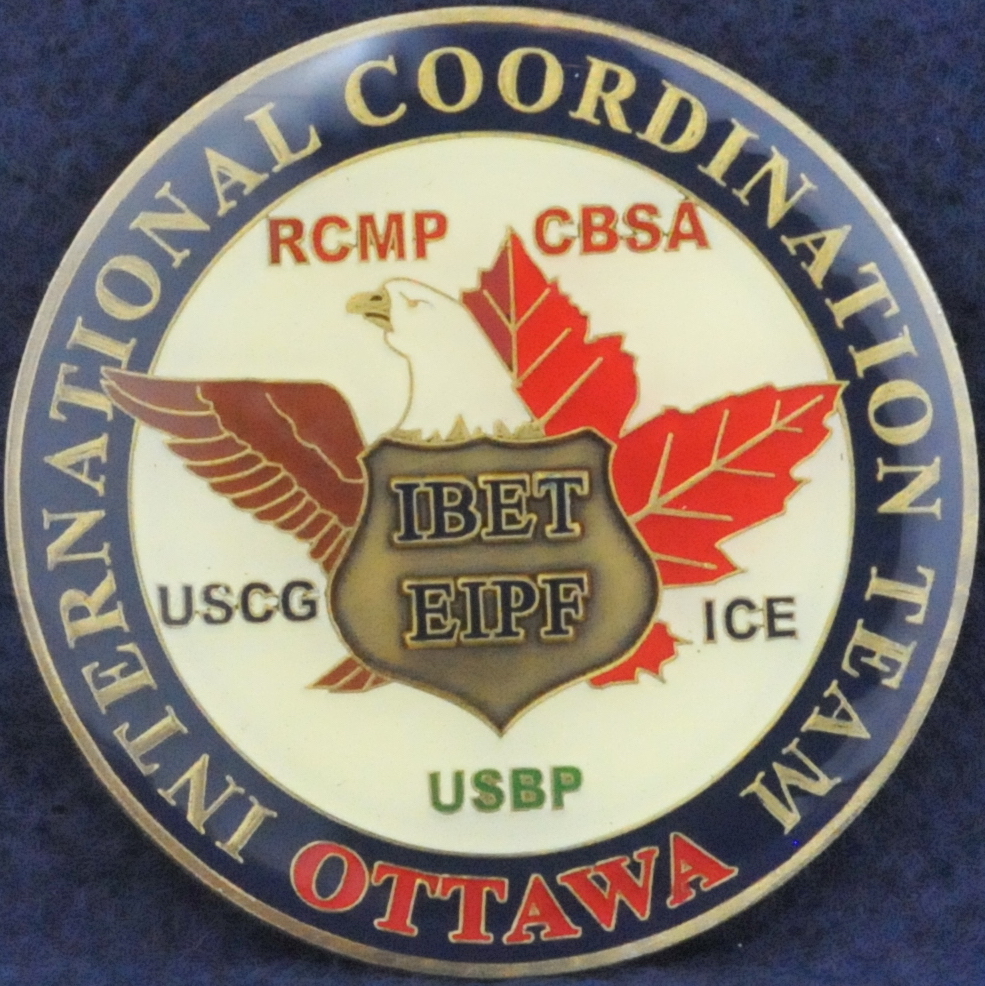 INTERNATIONAL COORDINATION TEAM
RCMP CBSA
IBET
EIPF
USCG ICE
USBP
OTTAWA